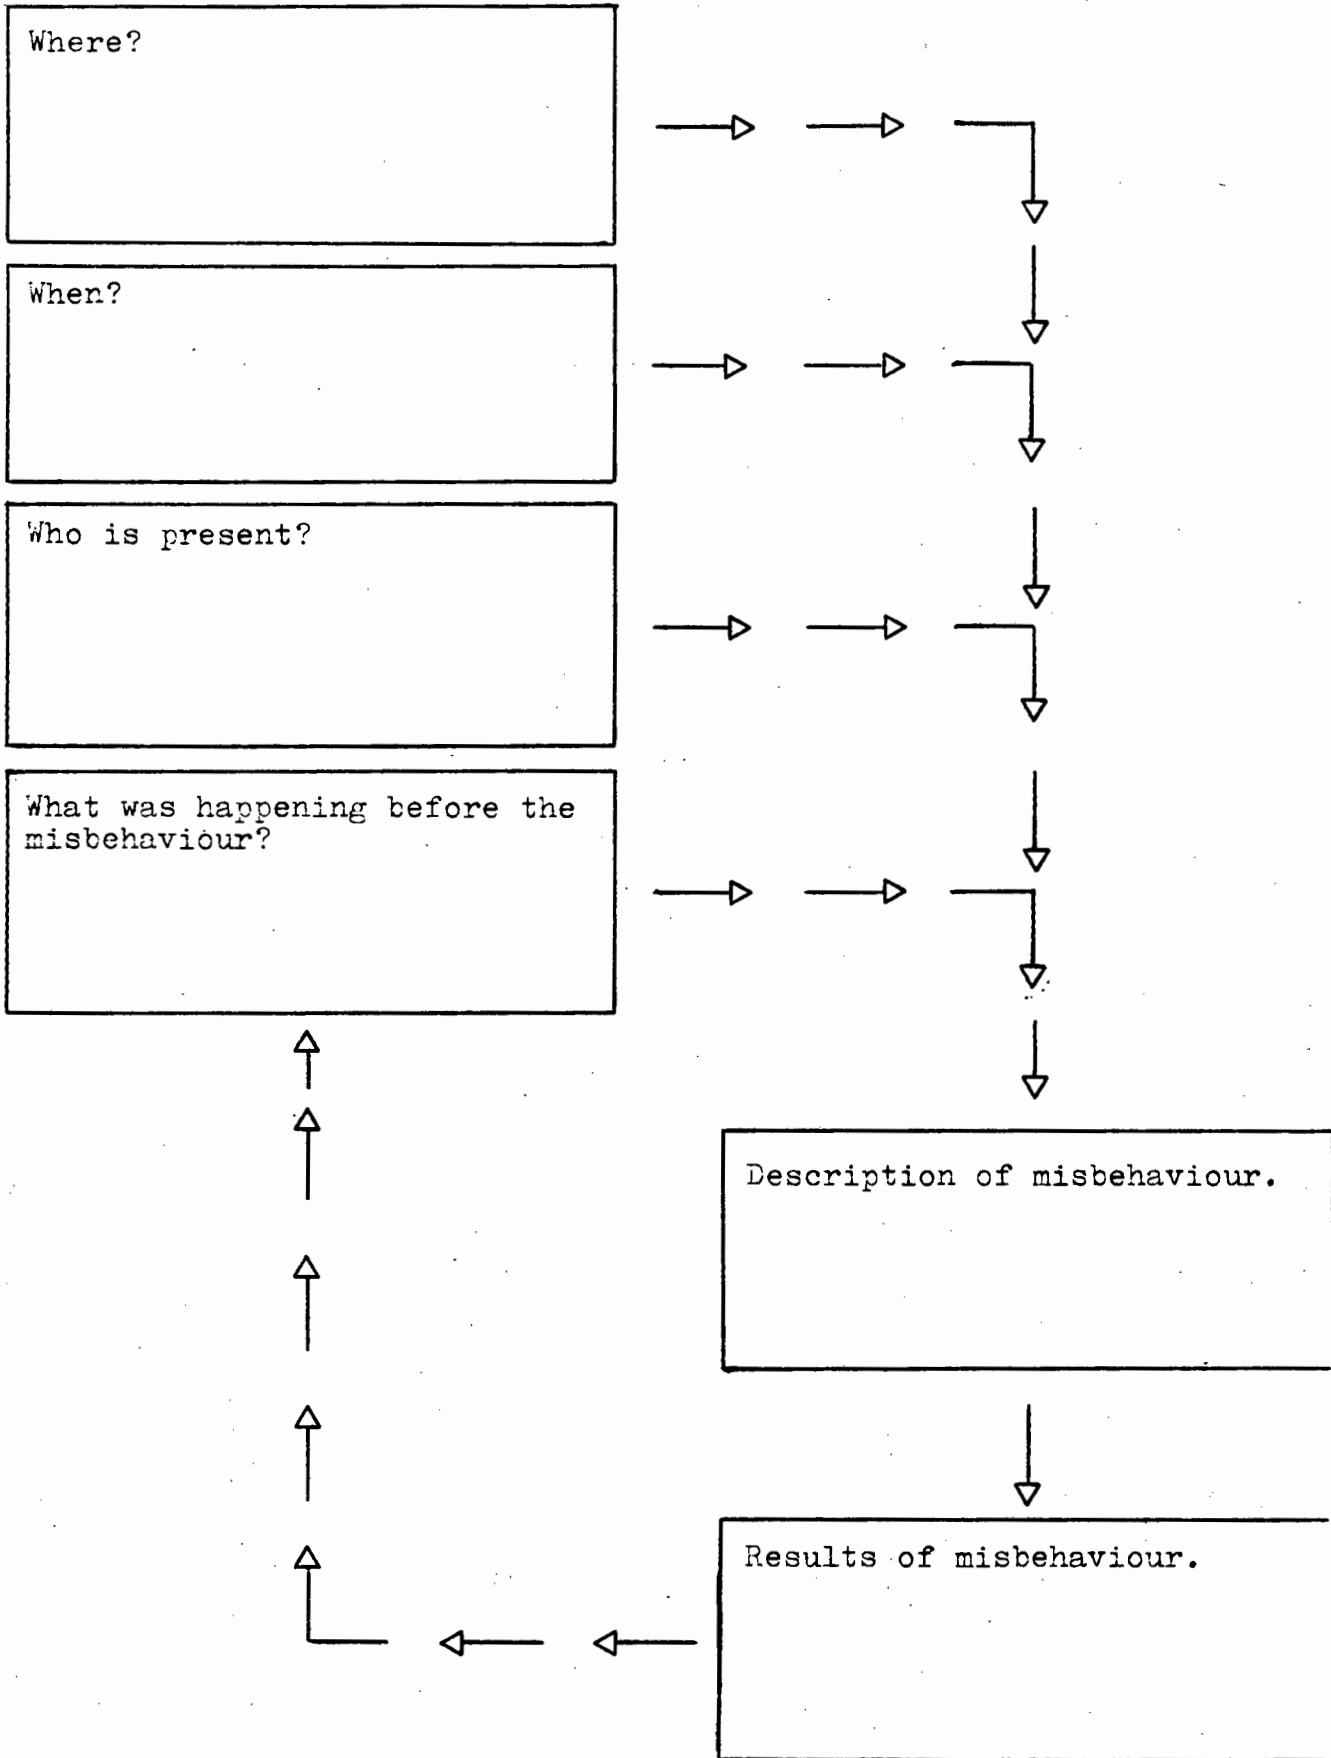 Where?
When?
Who is present?
What was happening before the
misbehaviour?
Description of misbehaviour.
Results of misbehaviour.